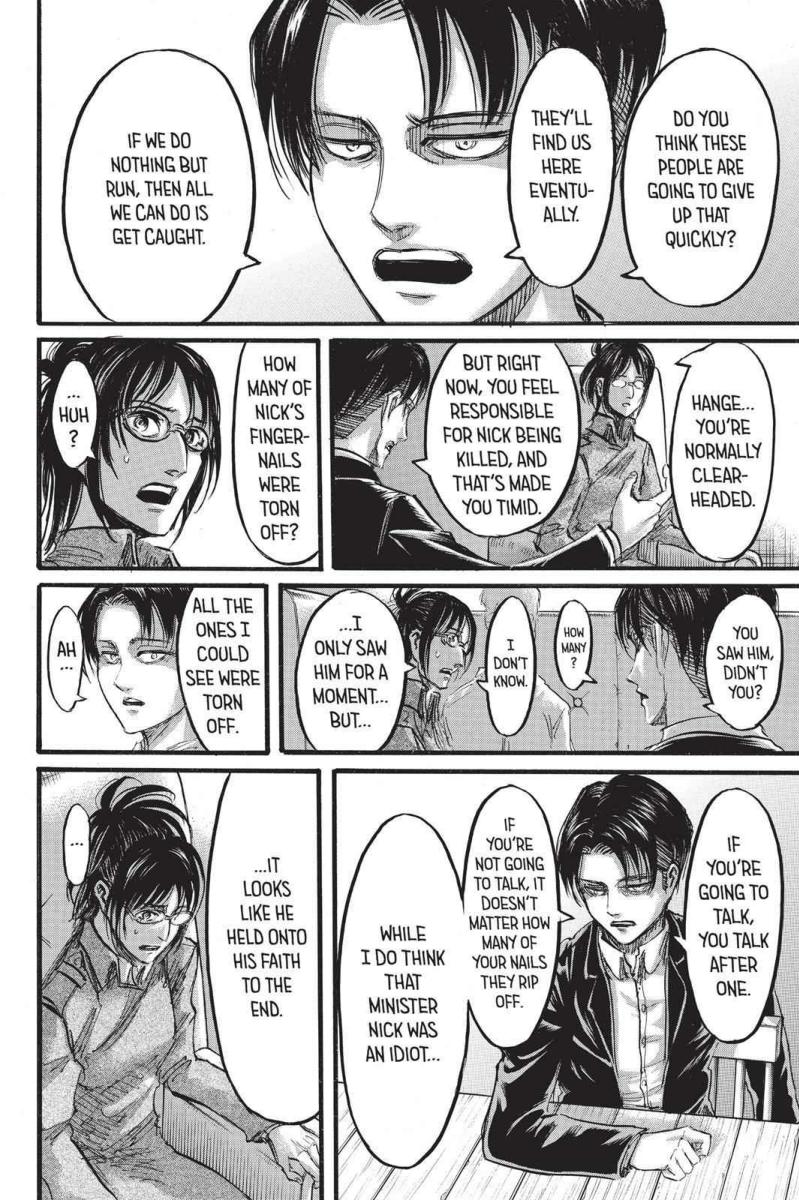 DO YOU
THINK THESE
PEOPLE ARE
GOING TO GIVE
UP THAT
QUICKLY?
THEY'LL
FIND US
HERE
EVENTU-
ALLY.
IF WE DO
NOTHING BUT
RUN, THEN ALL
WE CAN DO IS
GET CAUGHT.
HANGE...
YOU'RE
NORMALLY
CLEAR-
HEADED.
BUT RIGHT
NOW, YOU FEEL
RESPONSIBLE
FOR NICK BEING
KILLED, AND
THAT'S MADE
YOU TIMID.
HOW
MANY OF
NICK'S
FINGER-
NAILS
WERE
TORN
OFF?
...
HUH
?
YOU
SAW HIM,
DIDN'T
YOU?
HOW
MANY
?
I
DON'T
KNOW.
...I
ONLY SAW
HIM FOR A
MOMENT...
BUT...
ALL THE
ONES I
COULD
SEE WERE
TORN
OFF.
AH
...
IF
YOU'RE
GOING TO
TALK,
YOU TALK
AFTER
ONE.
IF
YOU'RE
NOT GOING
TO TALK, IT
DOESN'T
MATTER HOW
MANY OF
YOUR NAILS
THEY RIP
OFF.
WHILE
I DO THINK
THAT
MINISTER
NICK WAS
AN IDIOT...
...IT
LOOKS
LIKE HE
HELD ONTO
HIS FAITH
TO THE
END.
...